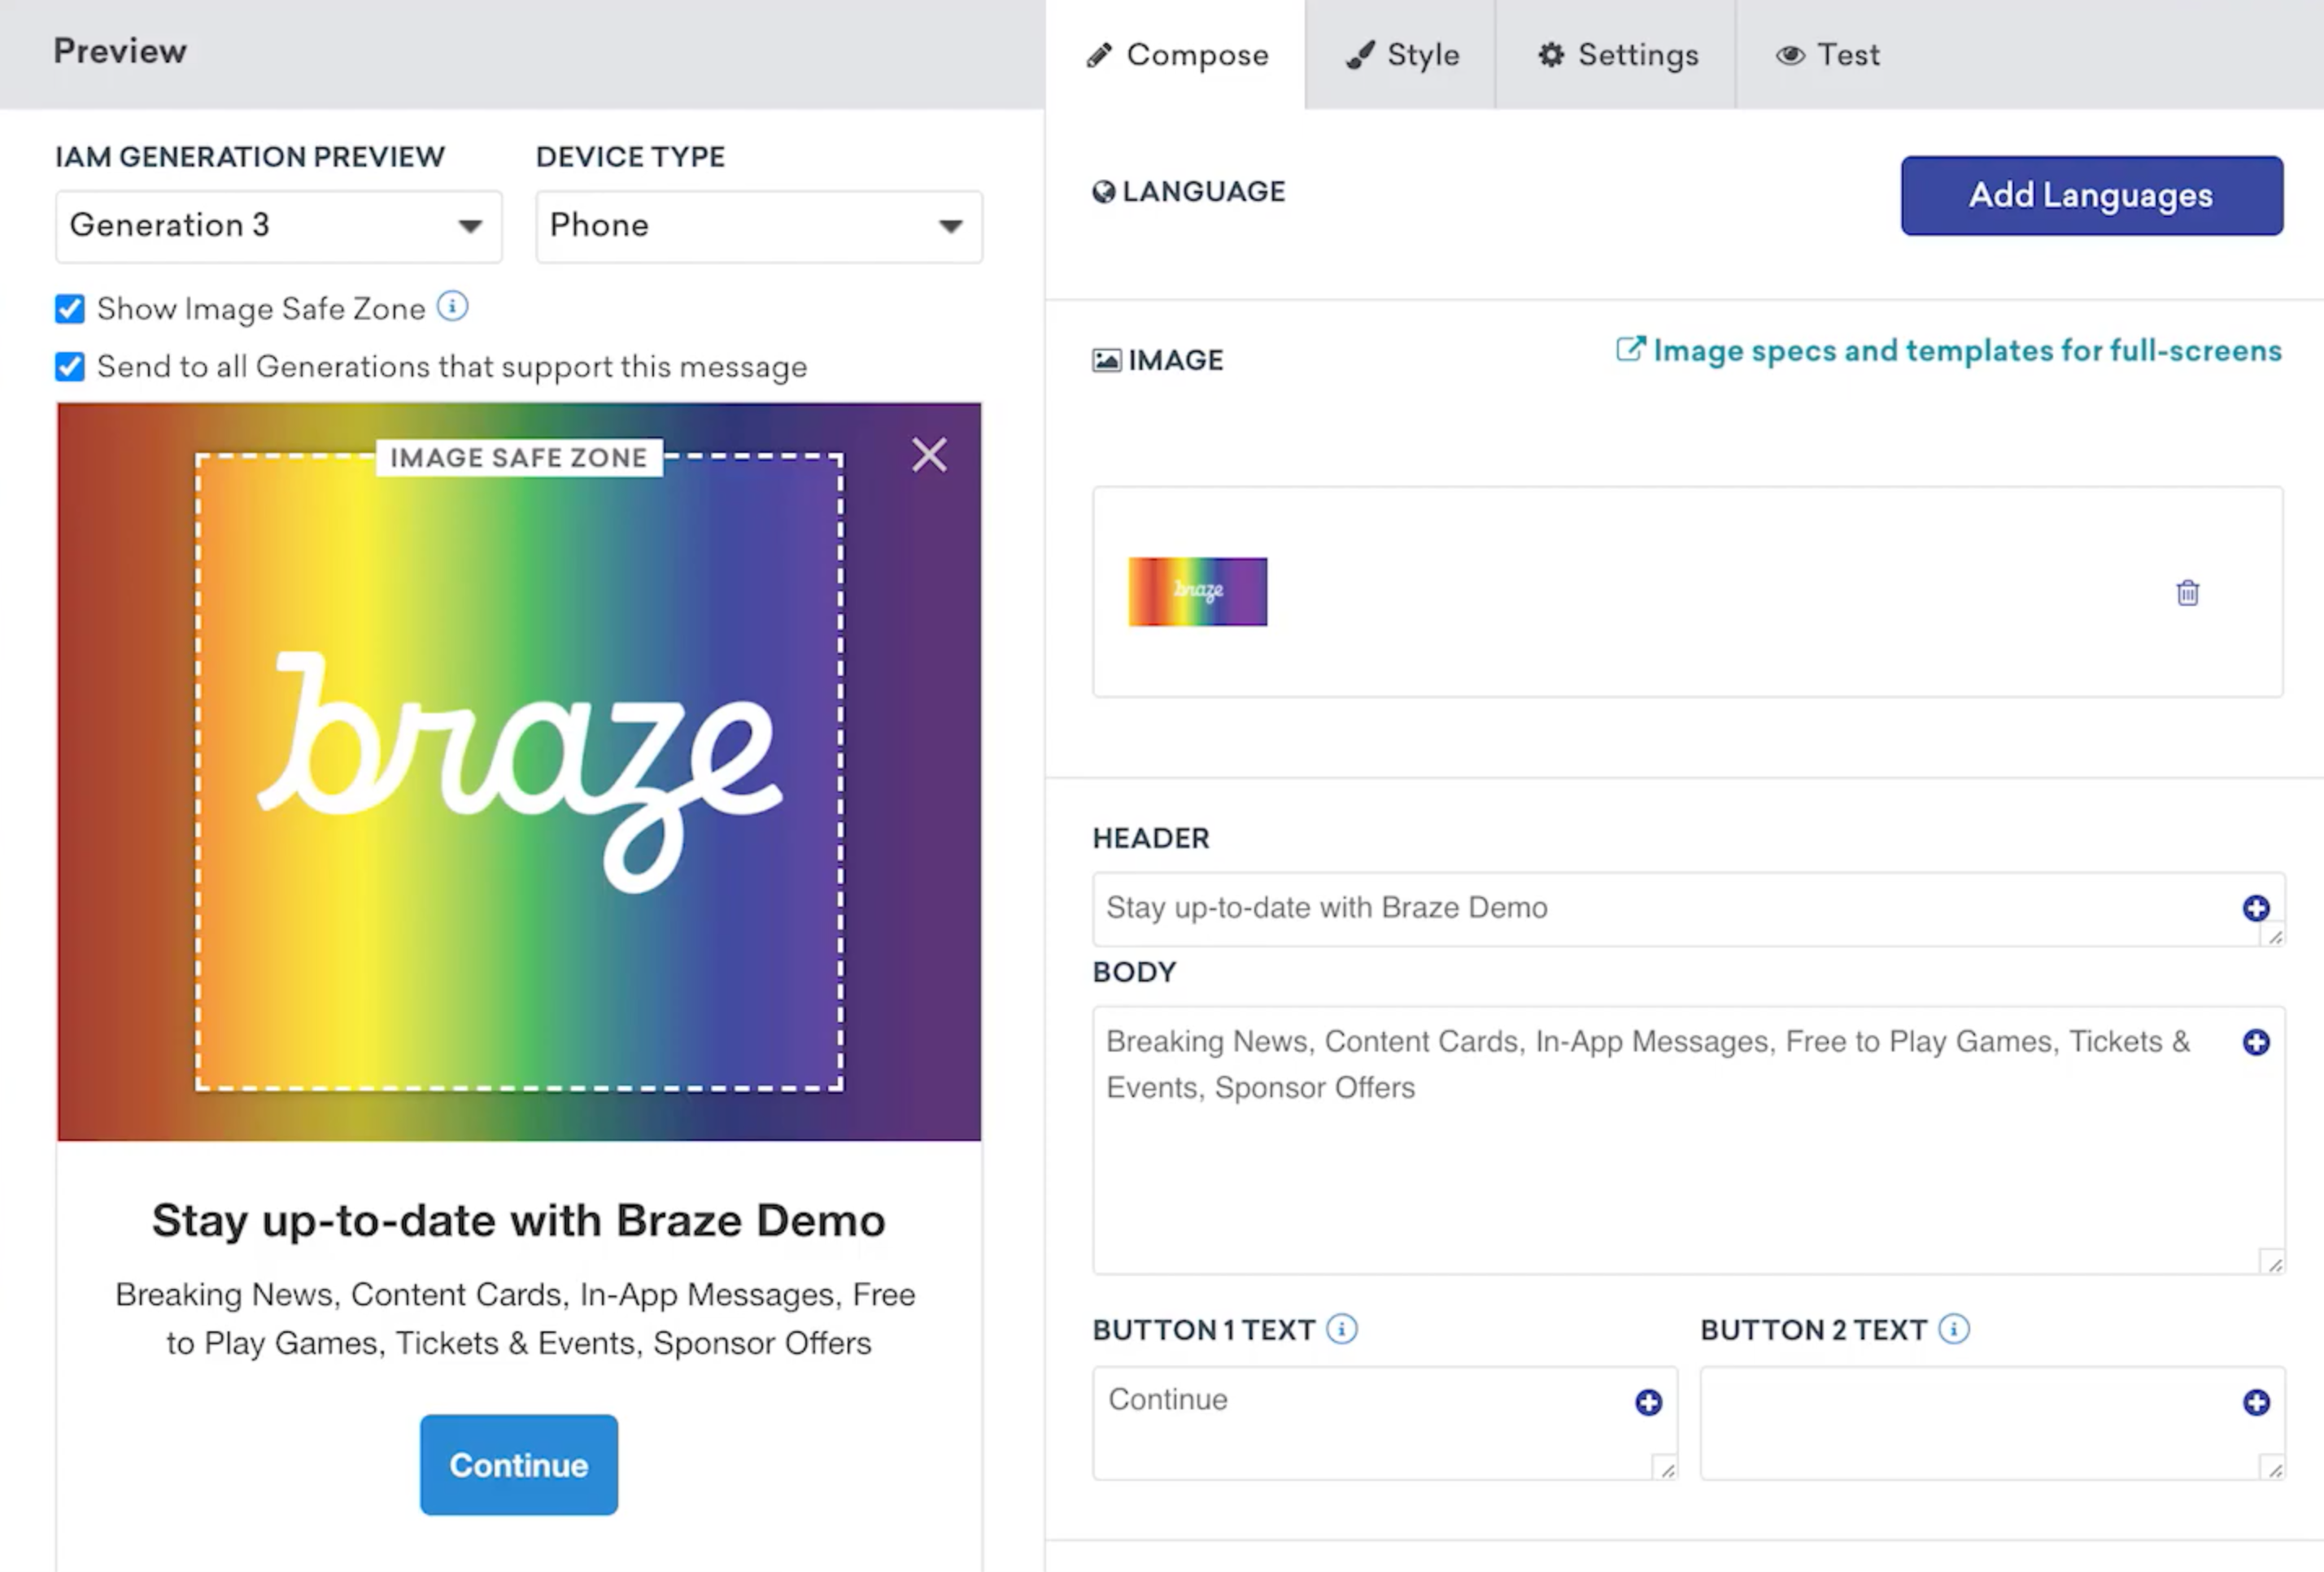 Preview
IAM GENERATION PREVIEW
DEVICE TYPE
Generation 3
Phone
Show Image Safe Zone
Send to all Generations that support this message
IMAGE SAFE ZONE
braze
Stay up-to-date with Braze Demo
Breaking News, Content Cards, In-App Messages, Free
to Play Games, Tickets & Events, Sponsor Offers
Continue
Compose
Style
Settings
Test
LANGUAGE
Add Languages
IMAGE
Image specs and templates for full-screens
braze
HEADER
Stay up-to-date with Braze Demo
BODY
Breaking News, Content Cards, In-App Messages, Free to Play Games, Tickets &
Events, Sponsor Offers
BUTTON 1 TEXT
BUTTON 2 TEXT
Continue